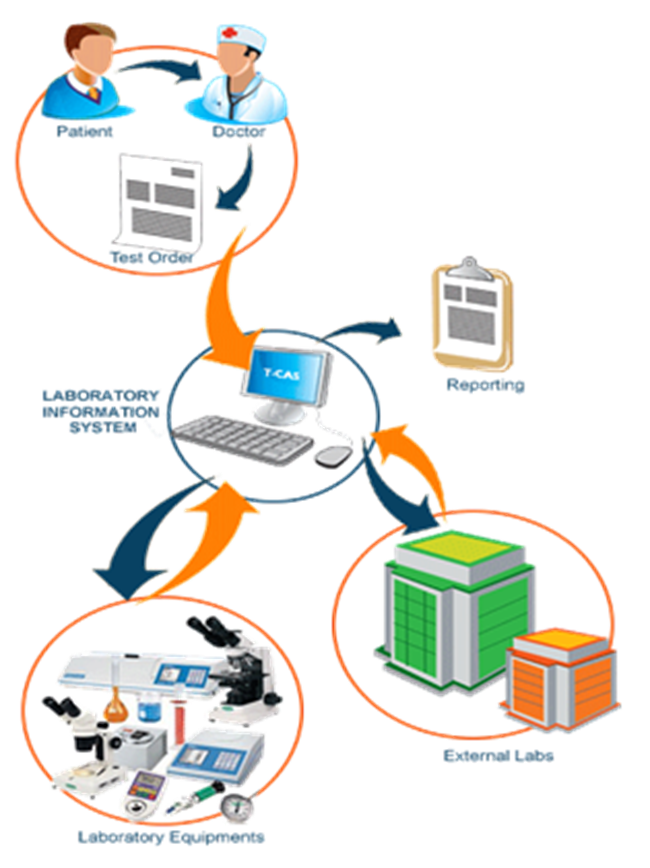 Patient
Doctor
Test Order
T-CAS
Reporting
LABORATORY
INFORMATION
SYSTEM
External Labs
Laboratory Equipments